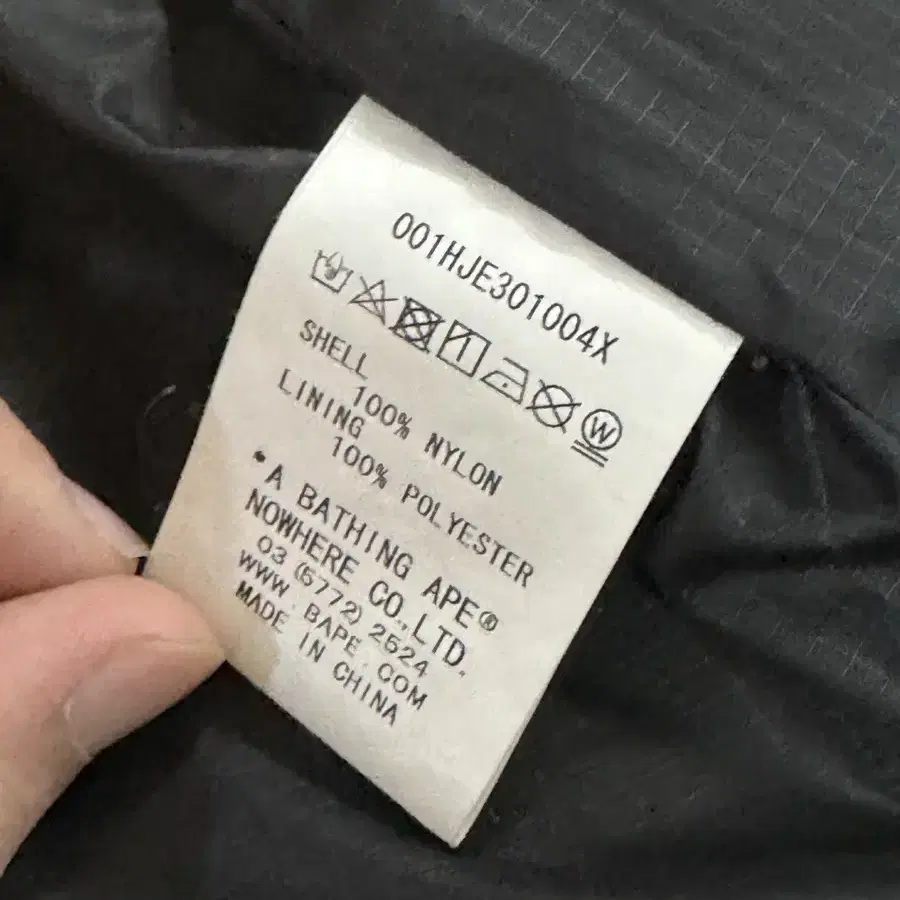 001HJE301004X
W
SHELL
100% NYLON
LINING
100% POLYESTER
*A BATHING APE®
NOWHERE CO.,LTD.
03 (5772) 2524
WWW.BAPE.COM
MADE IN CHINA